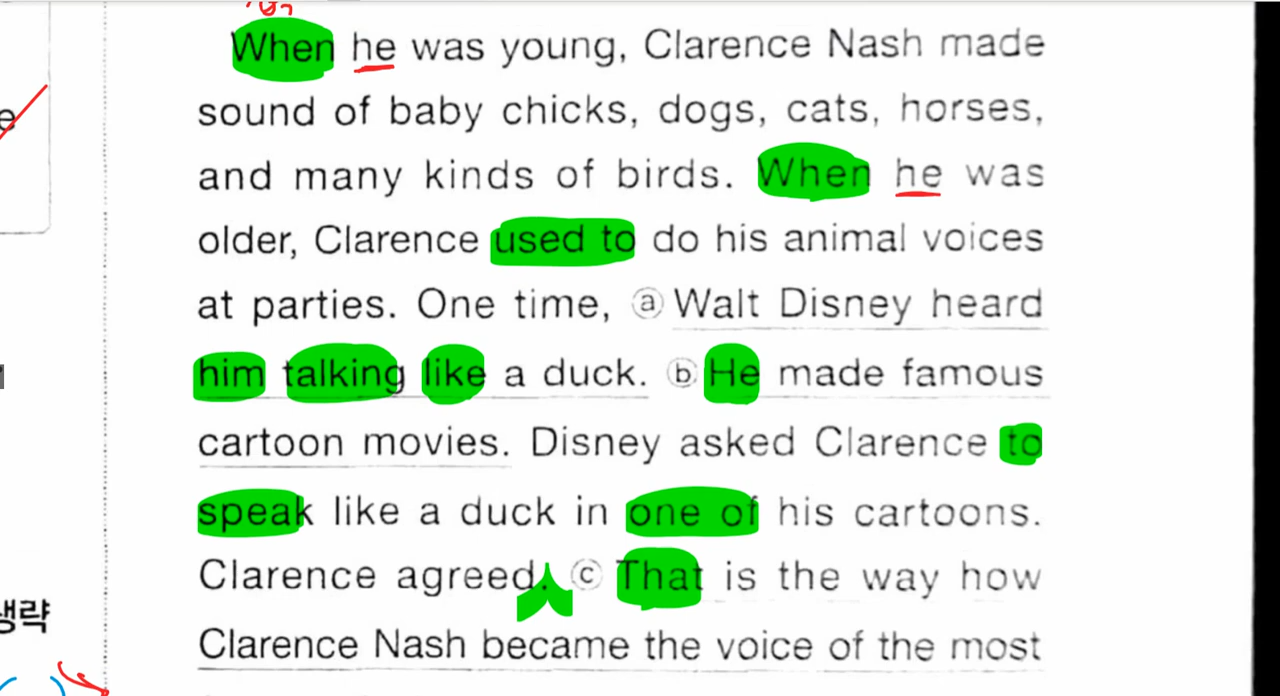 When he was young, Clarence Nash made
sound of baby chicks, dogs, cats, horses,
and many kinds of birds. When he was
older, Clarence used to do his animal voices
at parties. One time, ⓐ Walt Disney heard
him talking like a duck. ⓑ He made famous
cartoon movies. Disney asked Clarence to
speak like a duck in one of his cartoons.
Clarence agreed. ⓒ That is the way how
생략
Clarence Nash became the voice of the most